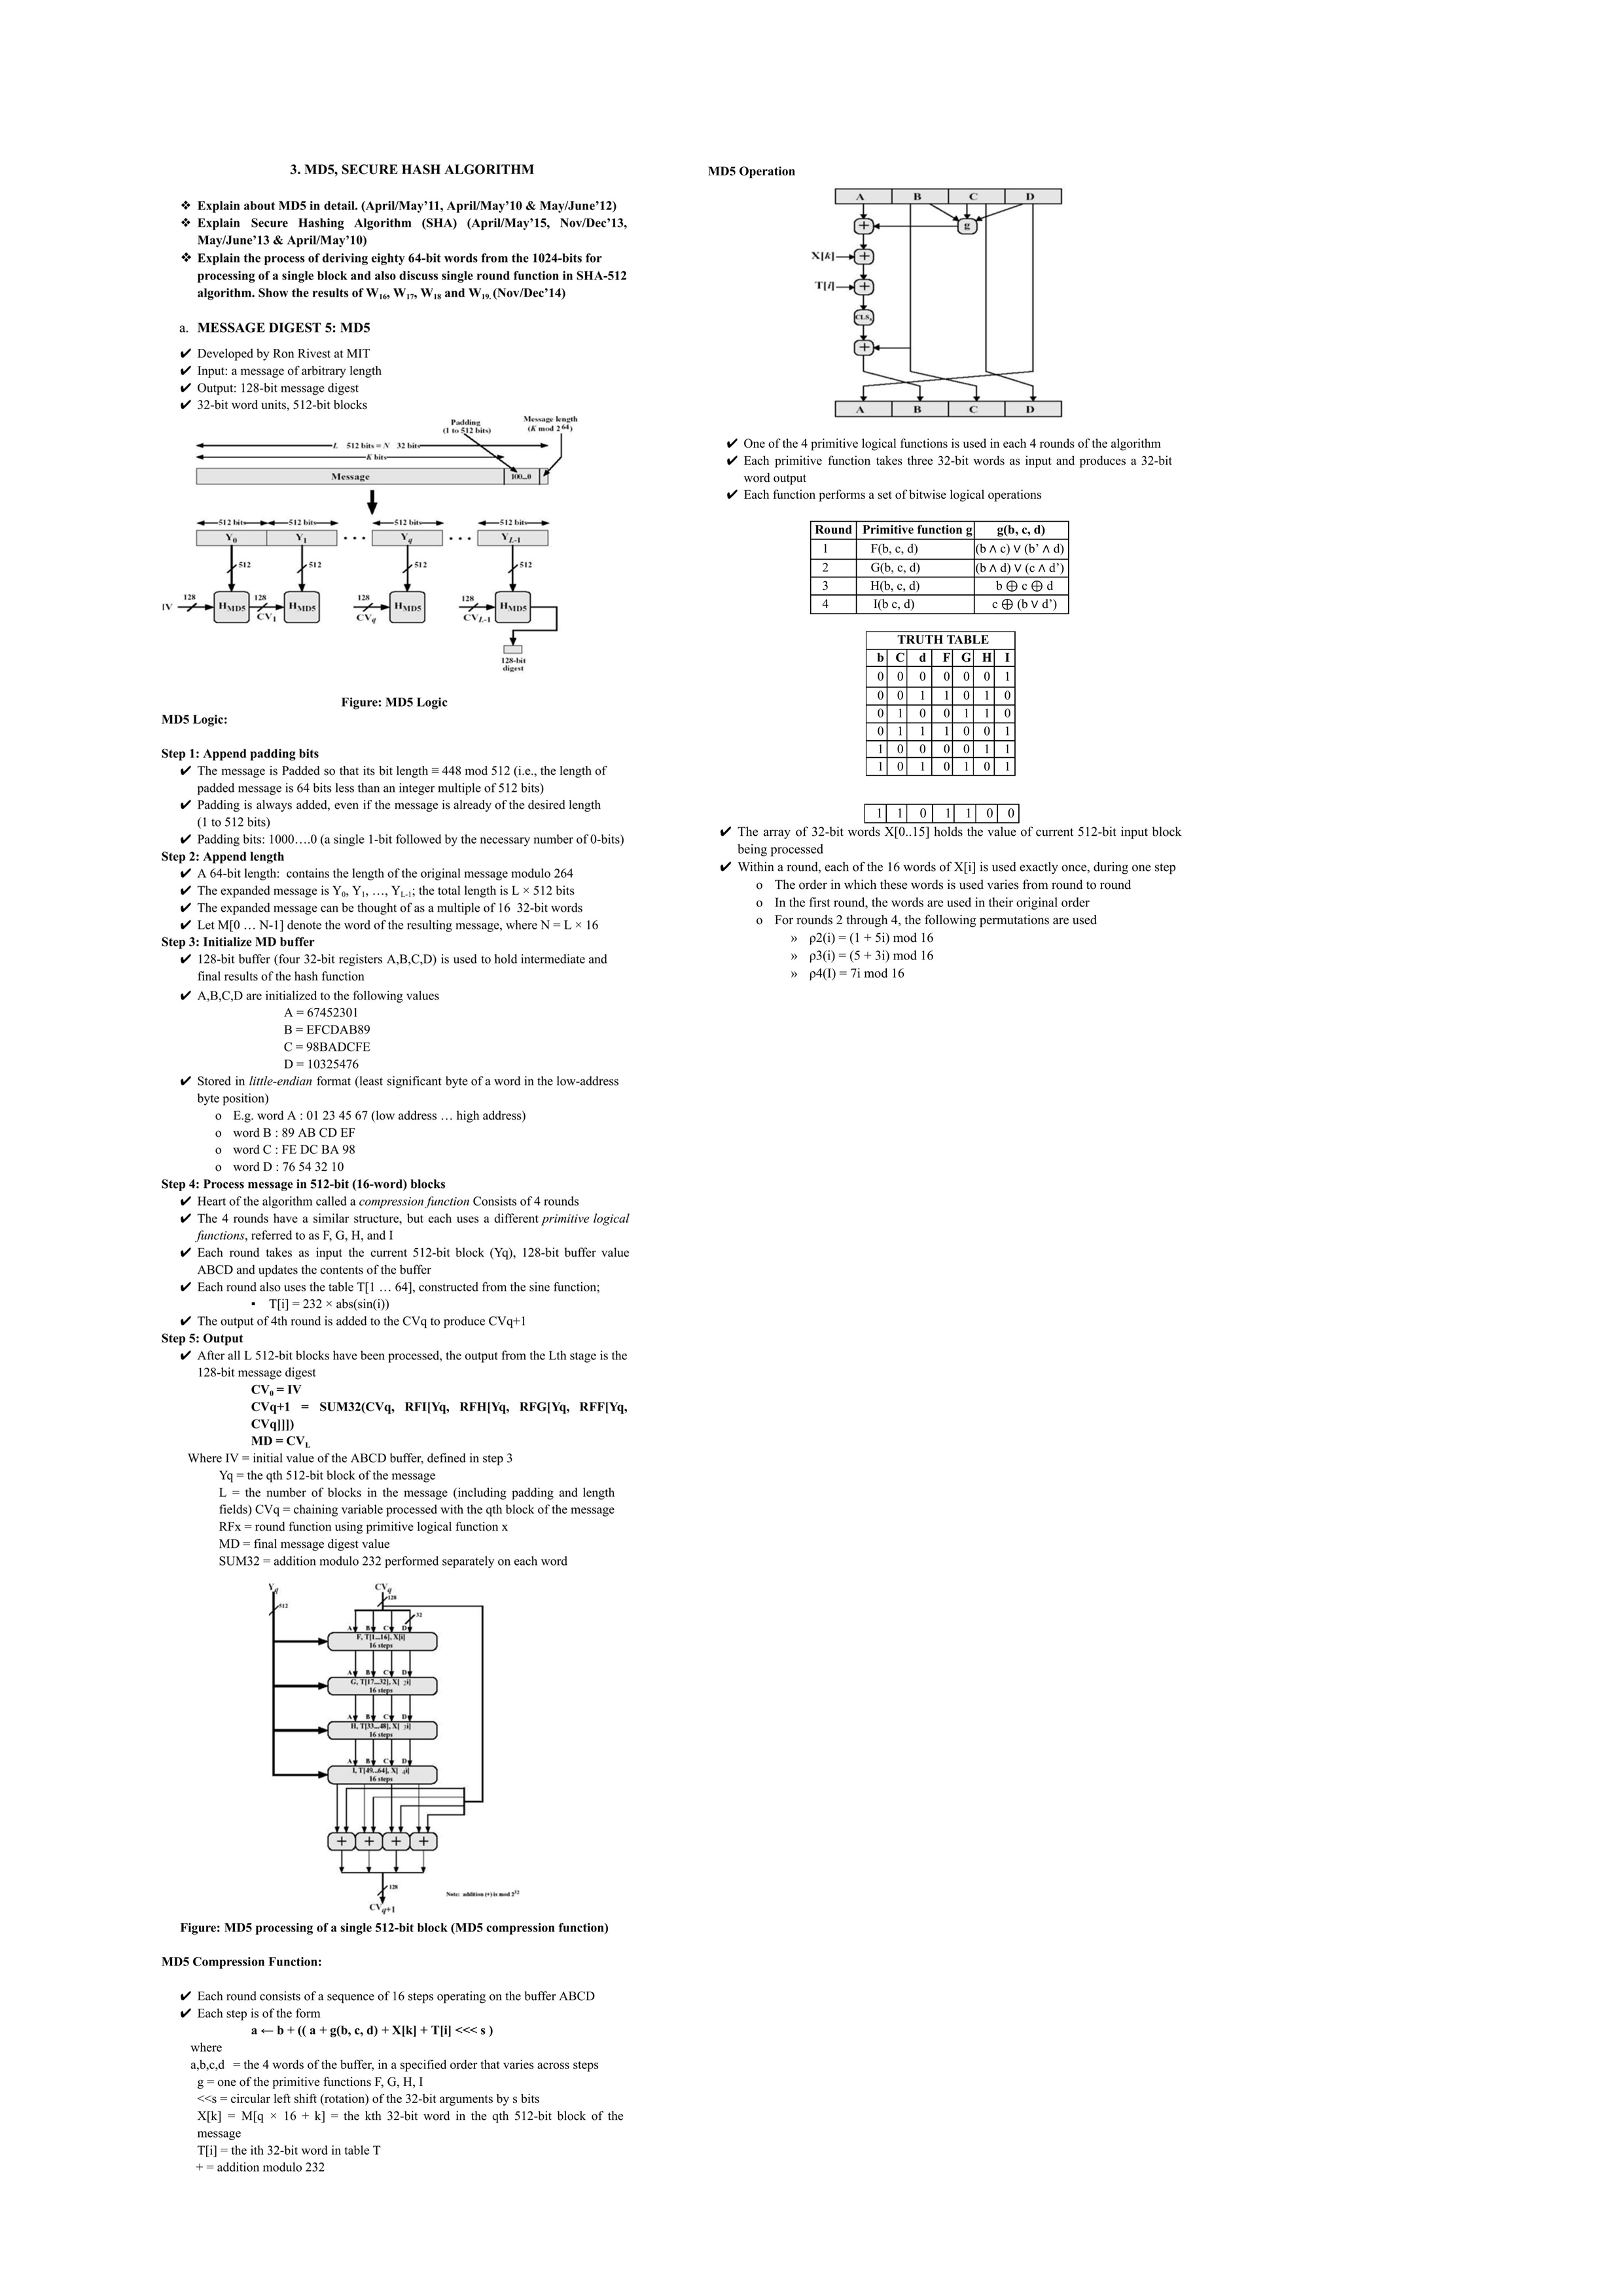 3. MD5, SECURE HASH ALGORITHM
❖ Explain about MD5 in detail. (April/May’11, April/May’10 & May/June’12)
❖ Explain Secure Hashing Algorithm (SHA) (April/May’15, Nov/Dec’13,
May/June’13 & April/May’10)
❖ Explain the process of deriving eighty 64-bit words from the 1024-bits for
processing of a single block and also discuss single round function in SHA-512
algorithm. Show the results of W16, W17, W18 and W19. (Nov/Dec’14)
a. MESSAGE DIGEST 5: MD5
✔ Developed by Ron Rivest at MIT
✔ Input: a message of arbitrary length
✔ Output: 128-bit message digest
✔ 32-bit word units, 512-bit blocks
Padding
(1 to 512 bits)
Message length
(K mod 2^64)
L 512 bits = N 32 bits
K bits
Message 100...0
512 bits 512 bits 512 bits 512 bits
Y0 Y1 • • • Yq • • • YL-1
512 512 512 512
IV 128 HMD5 128 CV1 HMD5 128 CVq HMD5 128 CVL-1 HMD5
128-bit
digest
Figure: MD5 Logic
MD5 Logic:
Step 1: Append padding bits
✔ The message is Padded so that its bit length ≡ 448 mod 512 (i.e., the length of
padded message is 64 bits less than an integer multiple of 512 bits)
✔ Padding is always added, even if the message is already of the desired length
(1 to 512 bits)
✔ Padding bits: 1000….0 (a single 1-bit followed by the necessary number of 0-bits)
Step 2: Append length
✔ A 64-bit length: contains the length of the original message modulo 264
✔ The expanded message is Y0, Y1, …, YL-1; the total length is L × 512 bits
✔ The expanded message can be thought of as a multiple of 16 32-bit words
✔ Let M[0 … N-1] denote the word of the resulting message, where N = L × 16
Step 3: Initialize MD buffer
✔ 128-bit buffer (four 32-bit registers A,B,C,D) is used to hold intermediate and
final results of the hash function
✔ A,B,C,D are initialized to the following values
A = 67452301
B = EFCDAB89
C = 98BADCFE
D = 10325476
✔ Stored in little-endian format (least significant byte of a word in the low-address
byte position)
o E.g. word A : 01 23 45 67 (low address … high address)
o word B : 89 AB CD EF
o word C : FE DC BA 98
o word D : 76 54 32 10
Step 4: Process message in 512-bit (16-word) blocks
✔ Heart of the algorithm called a compression function Consists of 4 rounds
✔ The 4 rounds have a similar structure, but each uses a different primitive logical
functions, referred to as F, G, H, and I
✔ Each round takes as input the current 512-bit block (Yq), 128-bit buffer value
ABCD and updates the contents of the buffer
✔ Each round also uses the table T[1 … 64], constructed from the sine function;
▪ T[i] = 232 × abs(sin(i))
✔ The output of 4th round is added to the CVq to produce CVq+1
Step 5: Output
✔ After all L 512-bit blocks have been processed, the output from the Lth stage is the
128-bit message digest
CV0 = IV
CVq+1 = SUM32(CVq, RFI[Yq, RFH[Yq, RFG[Yq, RFF[Yq,
CVq]]])
MD = CVL
Where IV = initial value of the ABCD buffer, defined in step 3
Yq = the qth 512-bit block of the message
L = the number of blocks in the message (including padding and length
fields) CVq = chaining variable processed with the qth block of the message
RFx = round function using primitive logical function x
MD = final message digest value
SUM32 = addition modulo 232 performed separately on each word
Yq CVq
512 128
32
A B C D
F, T[1...16], X[i]
16 steps
A B C D
G, T[17...32], X[ 2i]
16 steps
A B C D
H, T[33...48], X[ 3i]
16 steps
A B C D
I, T[49...64], X[ 4i]
16 steps
+ + + +
128
Note: addition (+) is mod 2^32
CVq+1
Figure: MD5 processing of a single 512-bit block (MD5 compression function)
MD5 Compression Function:
✔ Each round consists of a sequence of 16 steps operating on the buffer ABCD
✔ Each step is of the form
a ← b + (( a + g(b, c, d) + X[k] + T[i] <<< s )
where
a,b,c,d = the 4 words of the buffer, in a specified order that varies across steps
g = one of the primitive functions F, G, H, I
<<s = circular left shift (rotation) of the 32-bit arguments by s bits
X[k] = M[q × 16 + k] = the kth 32-bit word in the qth 512-bit block of the
message
T[i] = the ith 32-bit word in table T
+ = addition modulo 232
MD5 Operation
A B C D
+ g
X[k] +
T[i] +
CLSs
+
A B C D
✔ One of the 4 primitive logical functions is used in each 4 rounds of the algorithm
✔ Each primitive function takes three 32-bit words as input and produces a 32-bit
word output
✔ Each function performs a set of bitwise logical operations
Round Primitive function g g(b, c, d)
1 F(b, c, d) (b ∧ c) ∨ (b’ ∧ d)
2 G(b, c, d) (b ∧ d) ∨ (c ∧ d’)
3 H(b, c, d) b ⊕ c ⊕ d
4 I(b c, d) c ⊕ (b ∨ d’)
TRUTH TABLE
b C d F G H I
0 0 0 0 0 0 1
0 0 1 1 0 1 0
0 1 0 0 1 1 0
0 1 1 1 0 0 1
1 0 0 0 0 1 1
1 0 1 0 1 0 1
1 1 0 1 1 0 0
✔ The array of 32-bit words X[0..15] holds the value of current 512-bit input block
being processed
✔ Within a round, each of the 16 words of X[i] is used exactly once, during one step
o The order in which these words is used varies from round to round
o In the first round, the words are used in their original order
o For rounds 2 through 4, the following permutations are used
» ρ2(i) = (1 + 5i) mod 16
» ρ3(i) = (5 + 3i) mod 16
» ρ4(I) = 7i mod 16